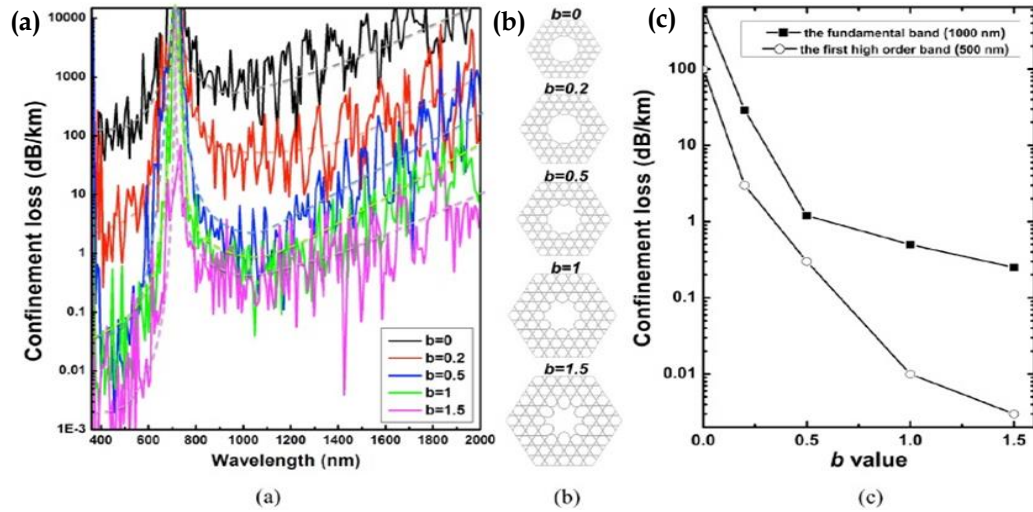 (a)
10000
1000
100
10
1
0.1
0.01
1E-3
Confinement loss (dB/km)
b=0
b=0.2
b=0.5
b=1
b=1.5
400 600 800 1000 1200 1400 1600 1800 2000
Wavelength (nm)
(a)
(b)
b=0
b=0.2
b=0.5
b=1
b=1.5
(b)
(c)
the fundamental band (1000 nm)
the first high order band (500 nm)
100
10
1
0.1
0.01
Confinement loss (dB/km)
0.0 0.5 1.0 1.5
b value
(c)